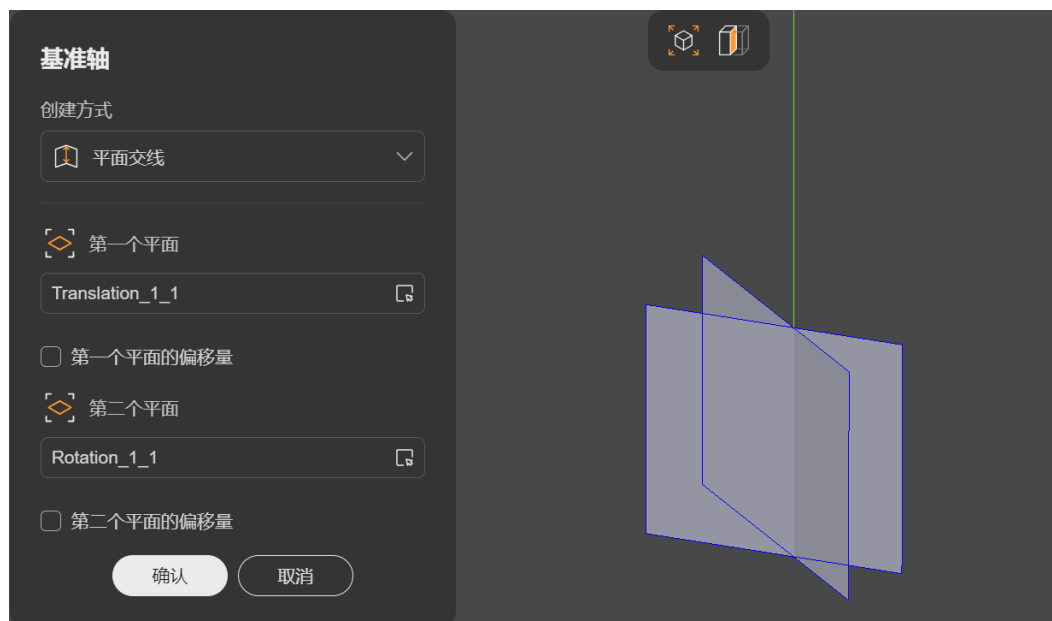 基准轴
创建方式
平面交线
第一个平面
Translation_1_1
第一个平面的偏移量
第二个平面
Rotation_1_1
第二个平面的偏移量
确认 取消